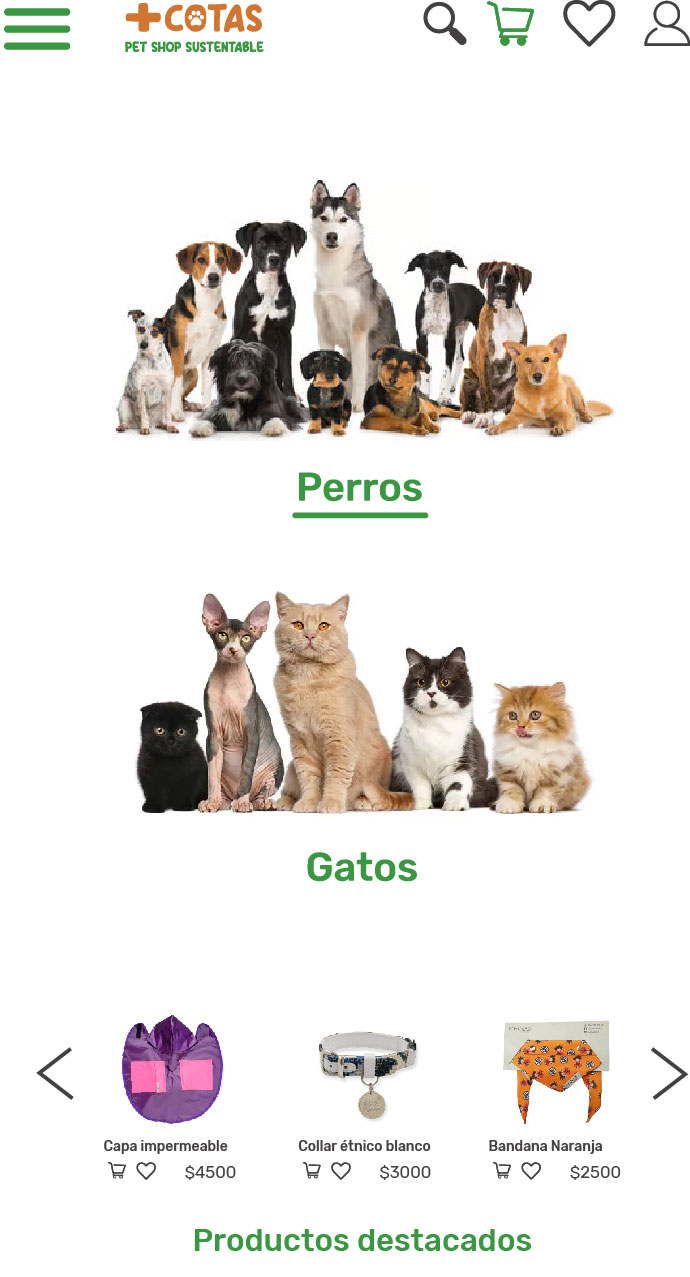 +COTAS
PET SHOP SUSTENTABLE
Perros
Gatos
Capa impermeable
Collar étnico blanco
Bandana Naranja
$4500
$3000
$2500
Productos destacados